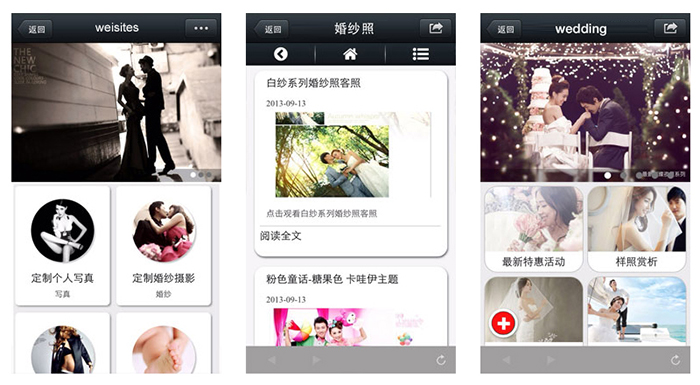 返回
weisites
THE
NEW
CHIC
定制个人写真
写真
定制婚纱摄影
婚纱
返回
婚纱照
白纱系列婚纱照客照
2013-09-13
点击观看白纱系列婚纱照客照
阅读全文
粉色童话-糖果色 卡哇伊主题
2013-09-13
返回
wedding
最新特惠活动
样照赏析